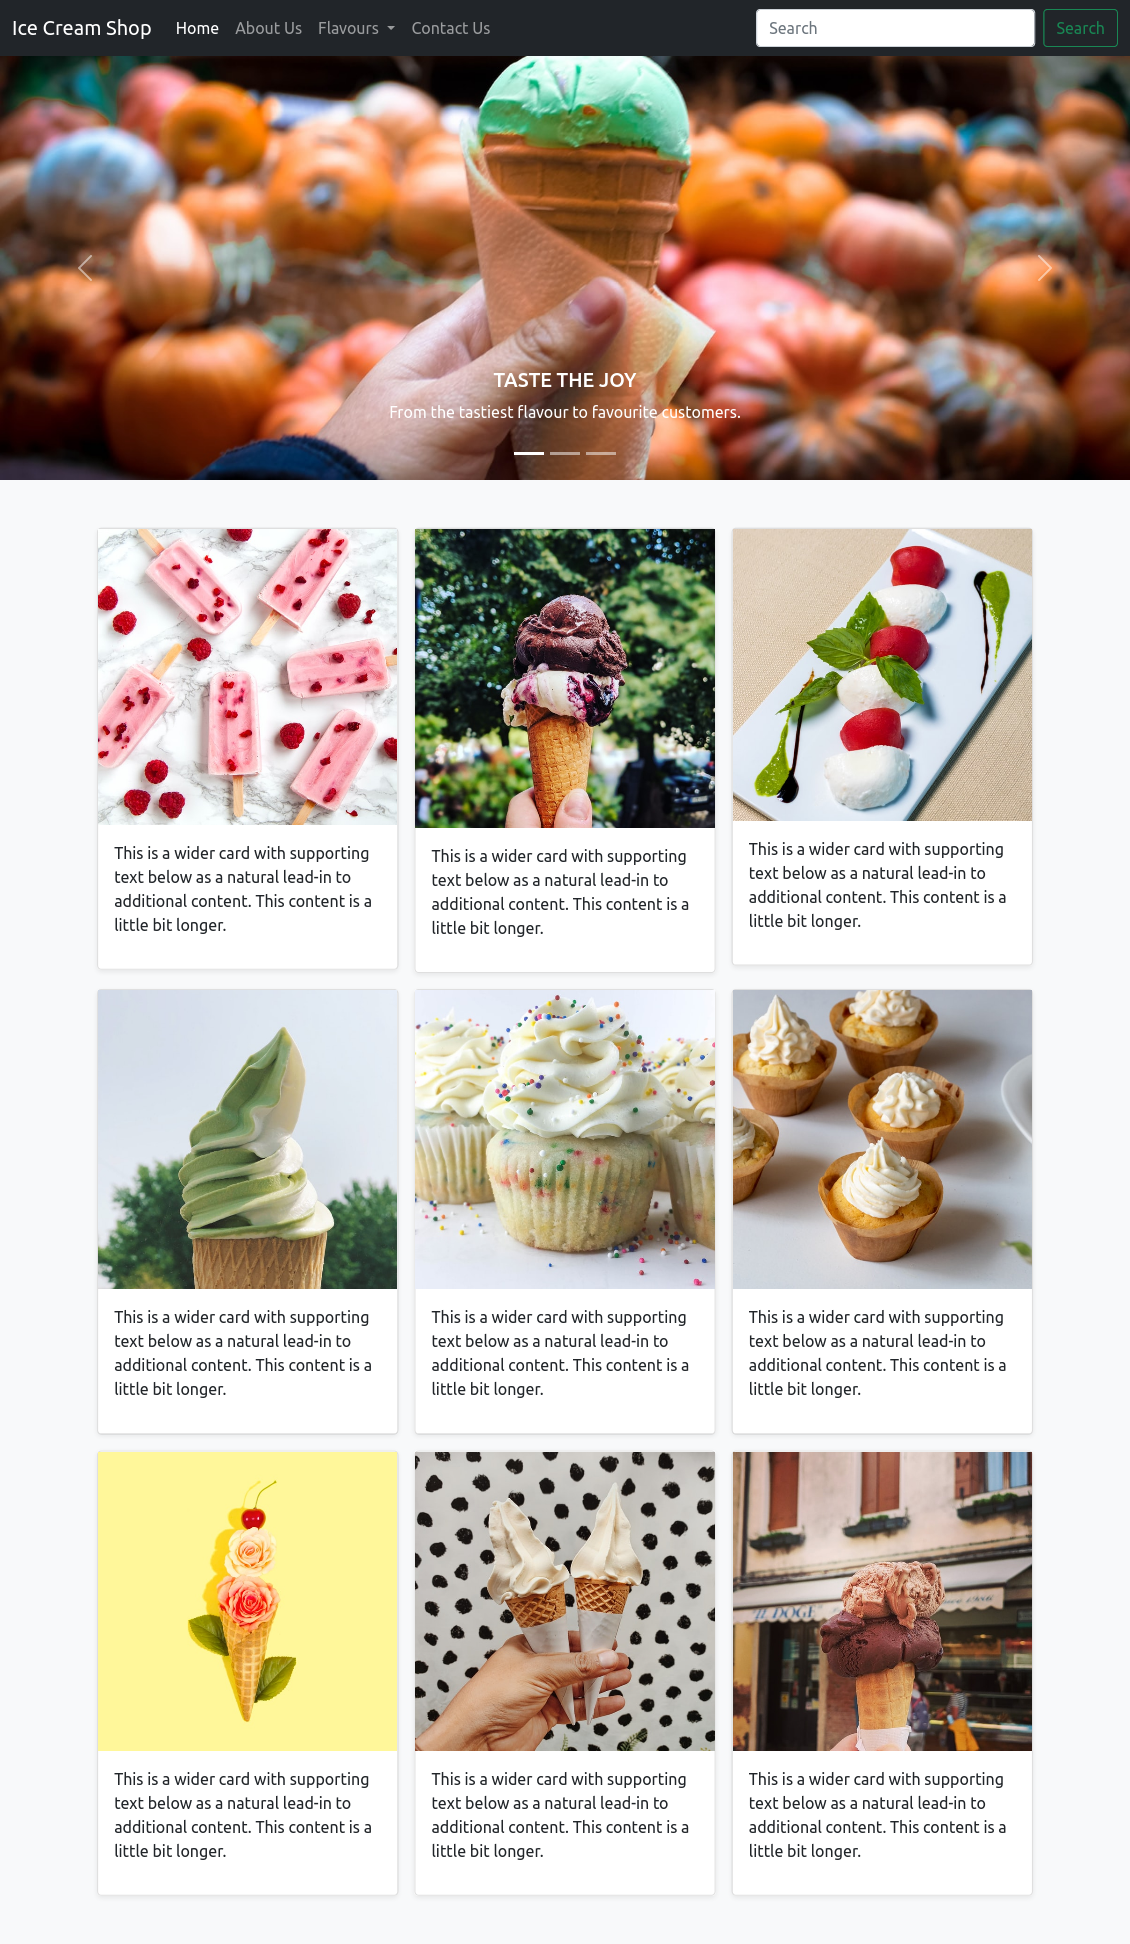 Ice Cream Shop Home About Us Flavours Contact Us Search Search
TASTE THE JOY
From the tastiest flavour to favourite customers.
This is a wider card with supporting
text below as a natural lead-in to
additional content. This content is a
little bit longer.
This is a wider card with supporting
text below as a natural lead-in to
additional content. This content is a
little bit longer.
This is a wider card with supporting
text below as a natural lead-in to
additional content. This content is a
little bit longer.
This is a wider card with supporting
text below as a natural lead-in to
additional content. This content is a
little bit longer.
This is a wider card with supporting
text below as a natural lead-in to
additional content. This content is a
little bit longer.
This is a wider card with supporting
text below as a natural lead-in to
additional content. This content is a
little bit longer.
IL DOGE since 1986
This is a wider card with supporting
text below as a natural lead-in to
additional content. This content is a
little bit longer.
This is a wider card with supporting
text below as a natural lead-in to
additional content. This content is a
little bit longer.
This is a wider card with supporting
text below as a natural lead-in to
additional content. This content is a
little bit longer.